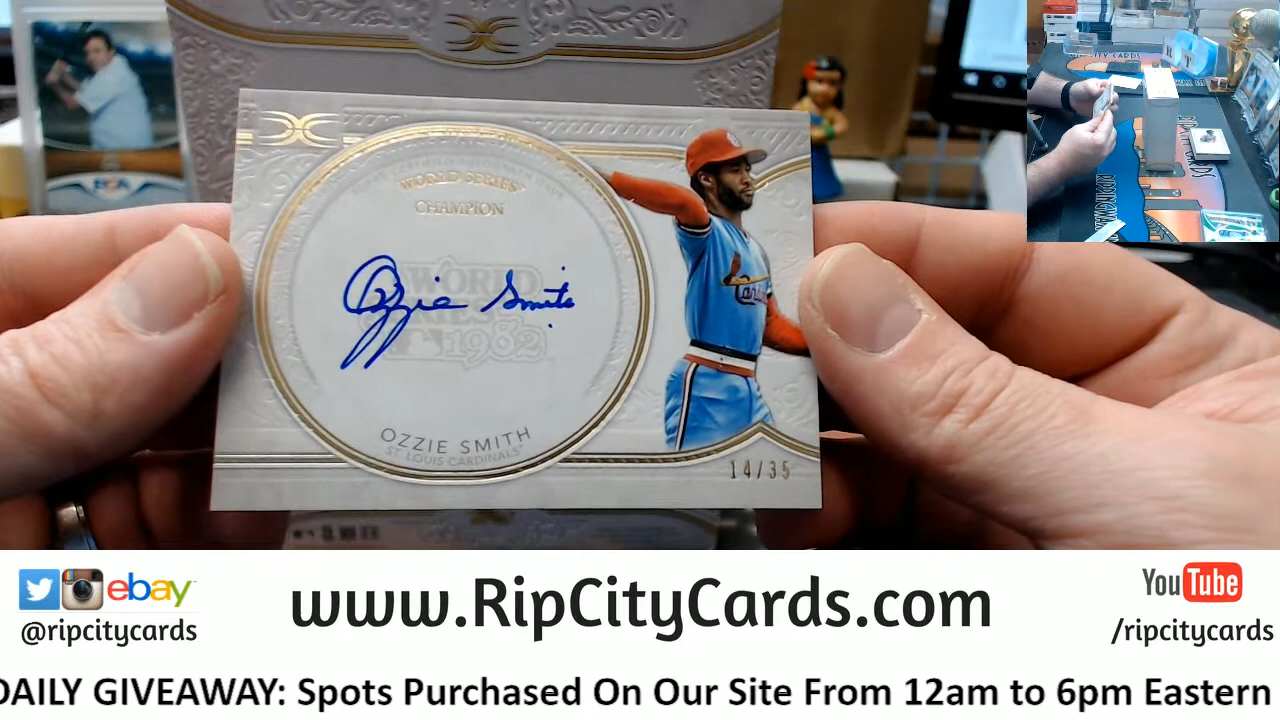 WORLD SERIES
CHAMPION
Ozzie Smith
WORLD
1982
OZZIE SMITH
ST. LOUIS CARDINALS
14/35
ebay
@ripcitycards
www.RipCityCards.com
YouTube
/ripcitycards
DAILY GIVEAWAY: Spots Purchased On Our Site From 12am to 6pm Eastern